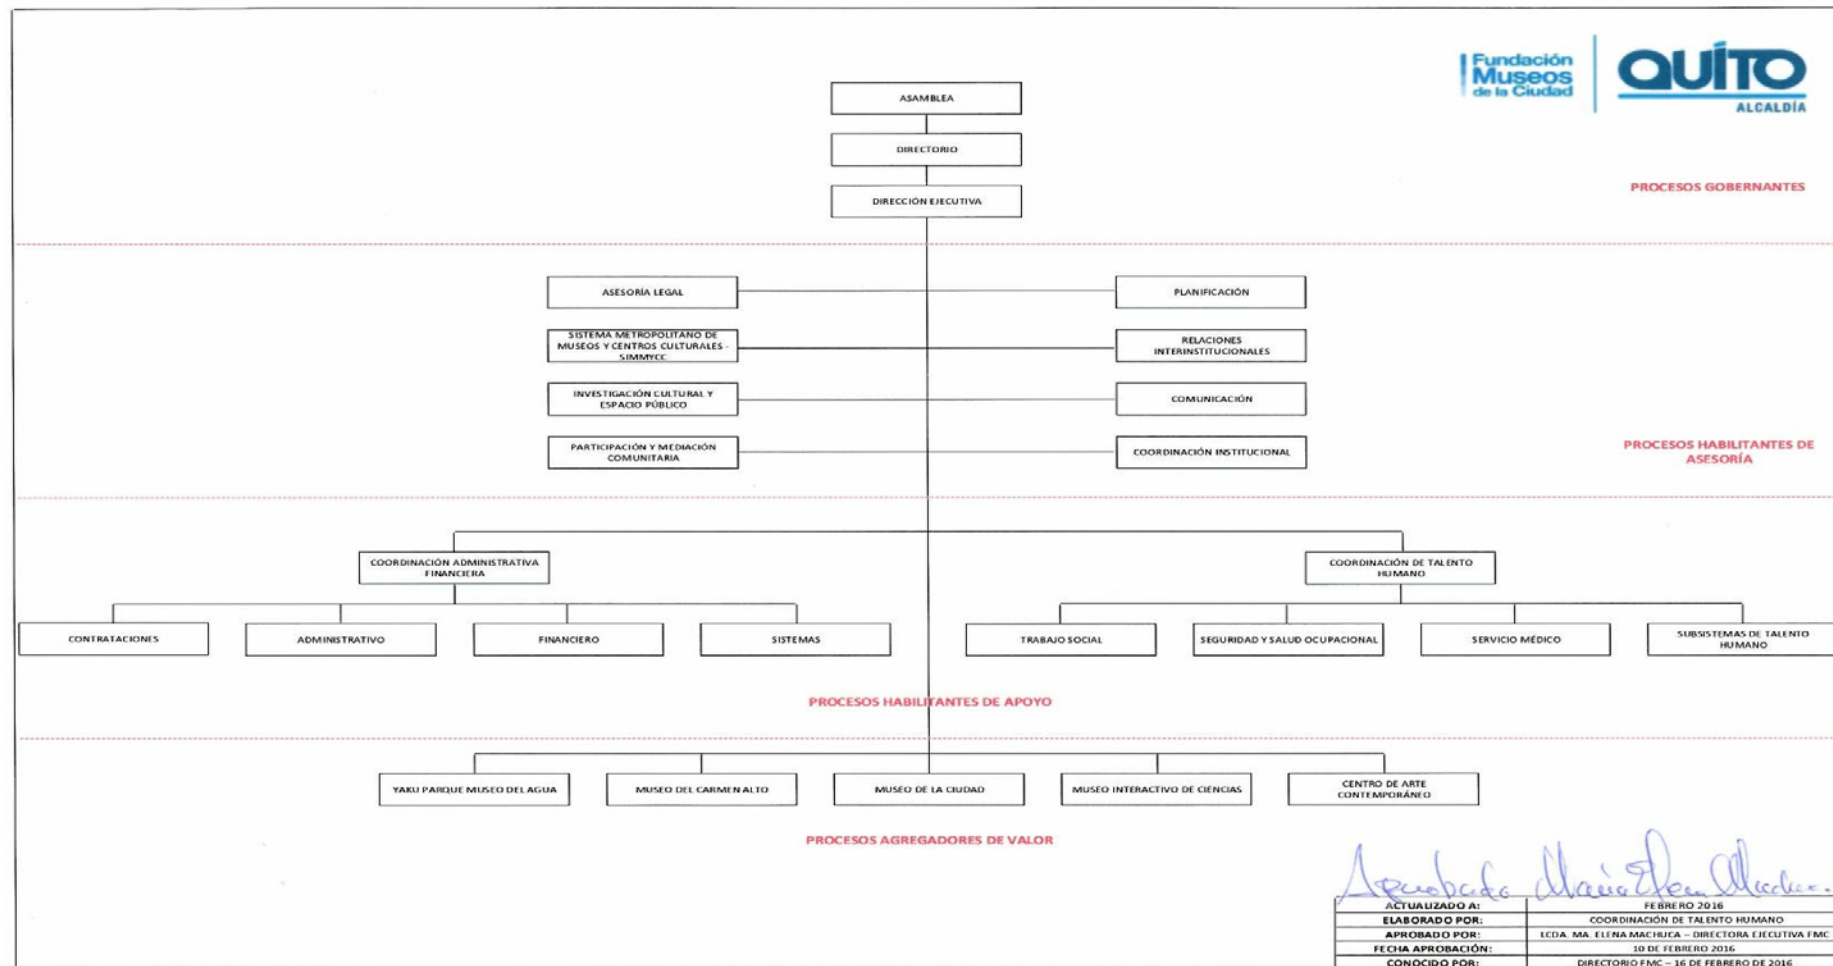 Fundación
Museos
de la Ciudad
QUITO
ALCALDÍA
ASAMBLEA
DIRECTORIO
DIRECCIÓN EJECUTIVA
PROCESOS GOBERNANTES
ASESORÍA LEGAL
PLANIFICACIÓN
SISTEMA METROPOLITANO DE
MUSEOS Y CENTROS CULTURALES -
SIMMYCC
RELACIONES
INTERINSTITUCIONALES
INVESTIGACIÓN CULTURAL Y
ESPACIO PÚBLICO
COMUNICACIÓN
PARTICIPACIÓN Y MEDIACIÓN
COMUNITARIA
COORDINACIÓN INSTITUCIONAL
PROCESOS HABILITANTES DE
ASESORÍA
COORDINACIÓN ADMINISTRATIVA
FINANCIERA
COORDINACIÓN DE TALENTO
HUMANO
CONTRATACIONES
ADMINISTRATIVO
FINANCIERO
SISTEMAS
TRABAJO SOCIAL
SEGURIDAD Y SALUD OCUPACIONAL
SERVICIO MÉDICO
SUBSISTEMAS DE TALENTO
HUMANO
PROCESOS HABILITANTES DE APOYO
YAKU PARQUE MUSEO DEL AGUA
MUSEO DEL CARMEN ALTO
MUSEO DE LA CIUDAD
MUSEO INTERACTIVO DE CIENCIAS
CENTRO DE ARTE
CONTEMPORÁNEO
PROCESOS AGREGADORES DE VALOR
Aprobado María Elena Machuca
ACTUALIZADO A: FEBRERO 2016
ELABORADO POR: COORDINACIÓN DE TALENTO HUMANO
APROBADO POR: LCDA. MA. ELENA MACHUCA – DIRECTORA EJECUTIVA FMC
FECHA APROBACIÓN: 10 DE FEBRERO 2016
CONOCIDO POR: DIRECTORIO FMC – 16 DE FEBRERO DE 2016